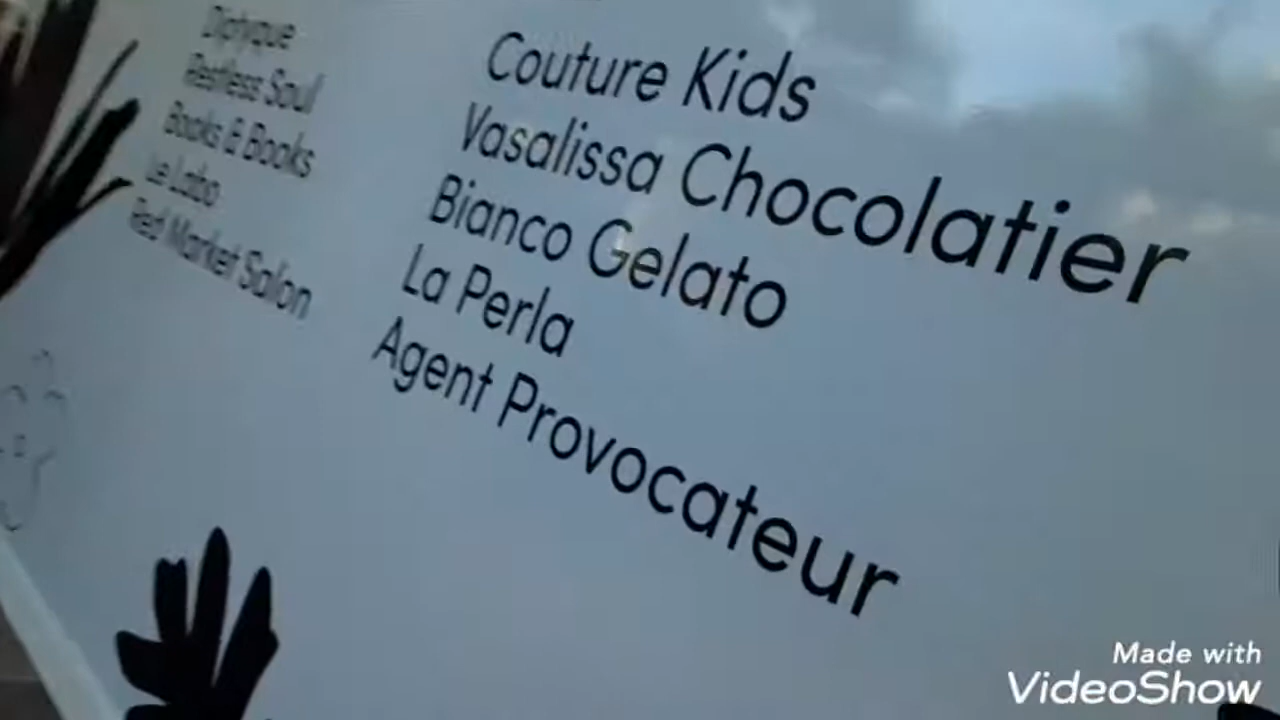 Diptyque
Restless Soul
Books & Books
Le Labo
Red Market Salon
Couture Kids
Vasalissa Chocolatier
Bianco Gelato
La Perla
Agent Provocateur
Made with
VideoShow